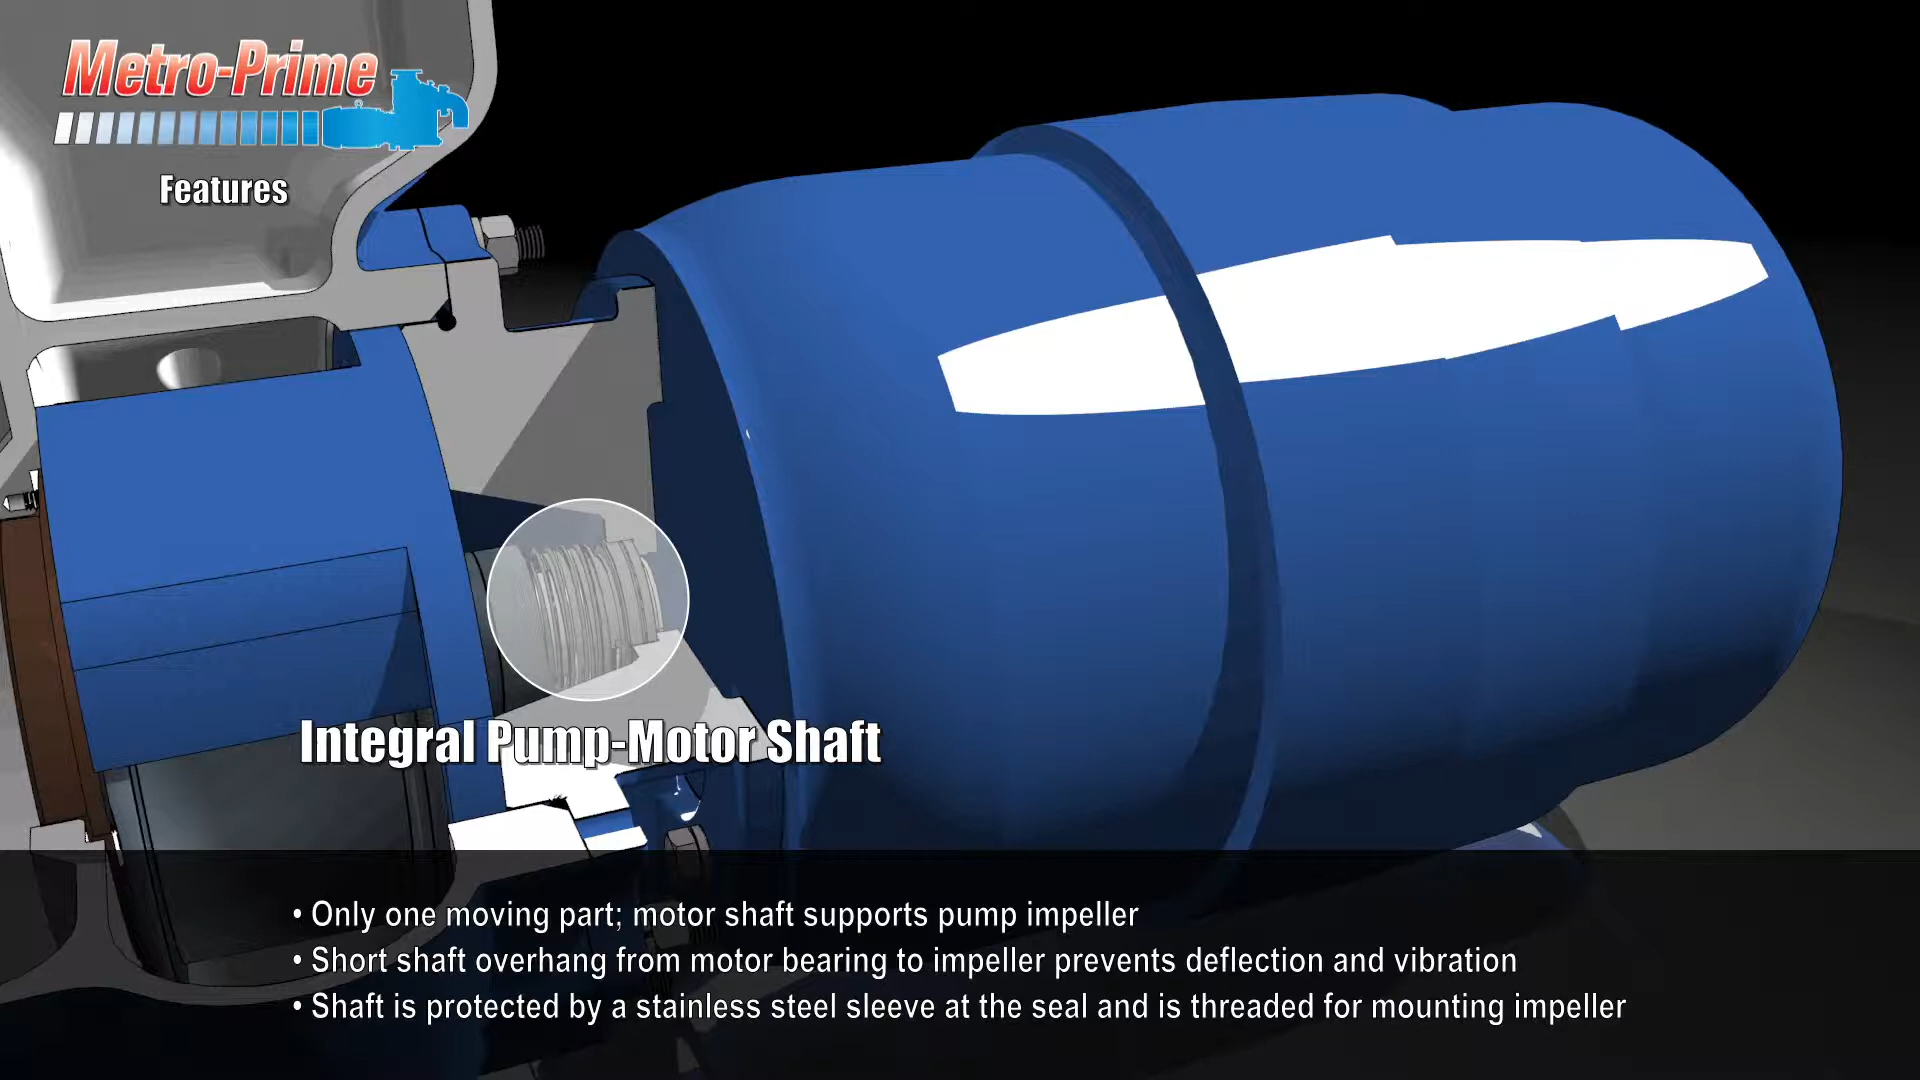 Metro-Prime
Features
Integral Pump-Motor Shaft
• Only one moving part; motor shaft supports pump impeller
• Short shaft overhang from motor bearing to impeller prevents deflection and vibration
• Shaft is protected by a stainless steel sleeve at the seal and is threaded for mounting impeller